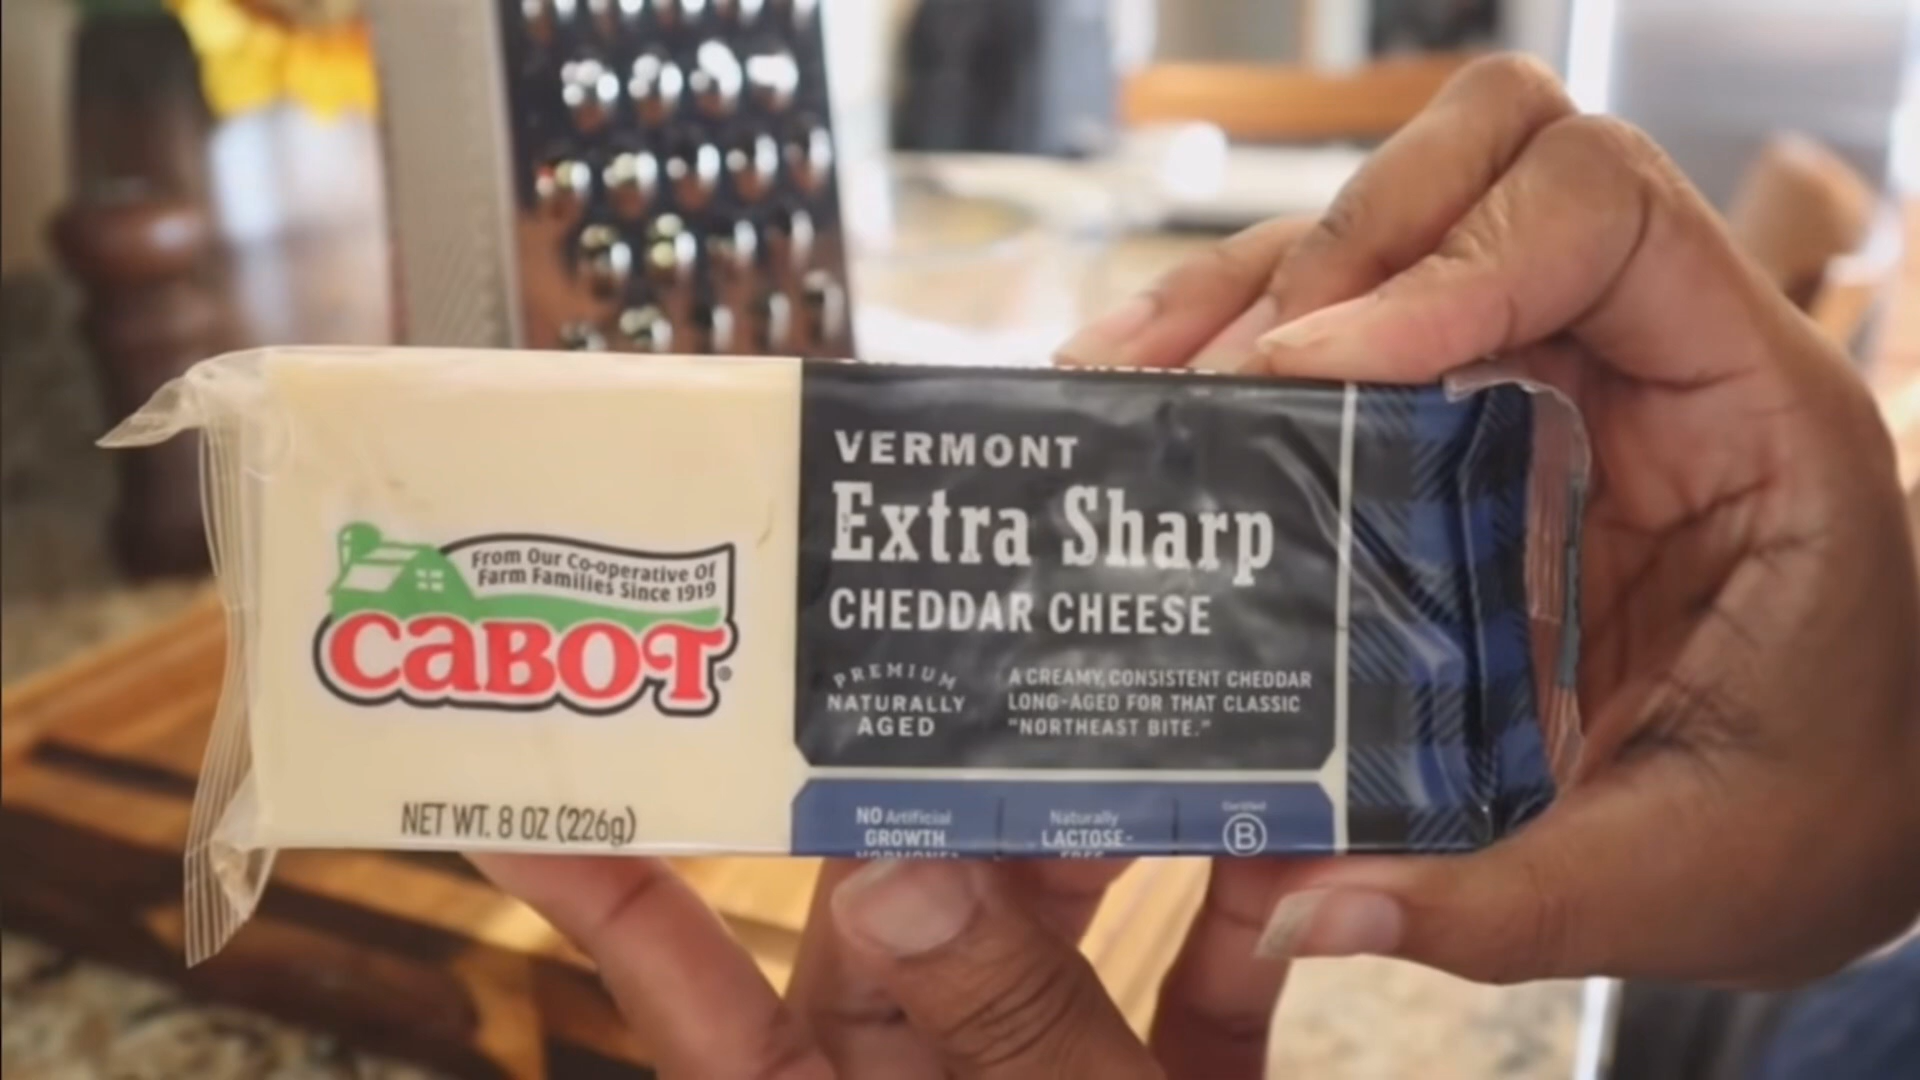 From Our Co-operative Of
Farm Families Since 1919
CABOT®
NET WT. 8 OZ (226g)
VERMONT
Extra Sharp
CHEDDAR CHEESE
PREMIUM
NATURALLY
AGED
A CREAMY, CONSISTENT CHEDDAR
LONG-AGED FOR THAT CLASSIC
"NORTHEAST BITE."
NO Artificial
GROWTH
Naturally
LACTOSE-
Certified
B